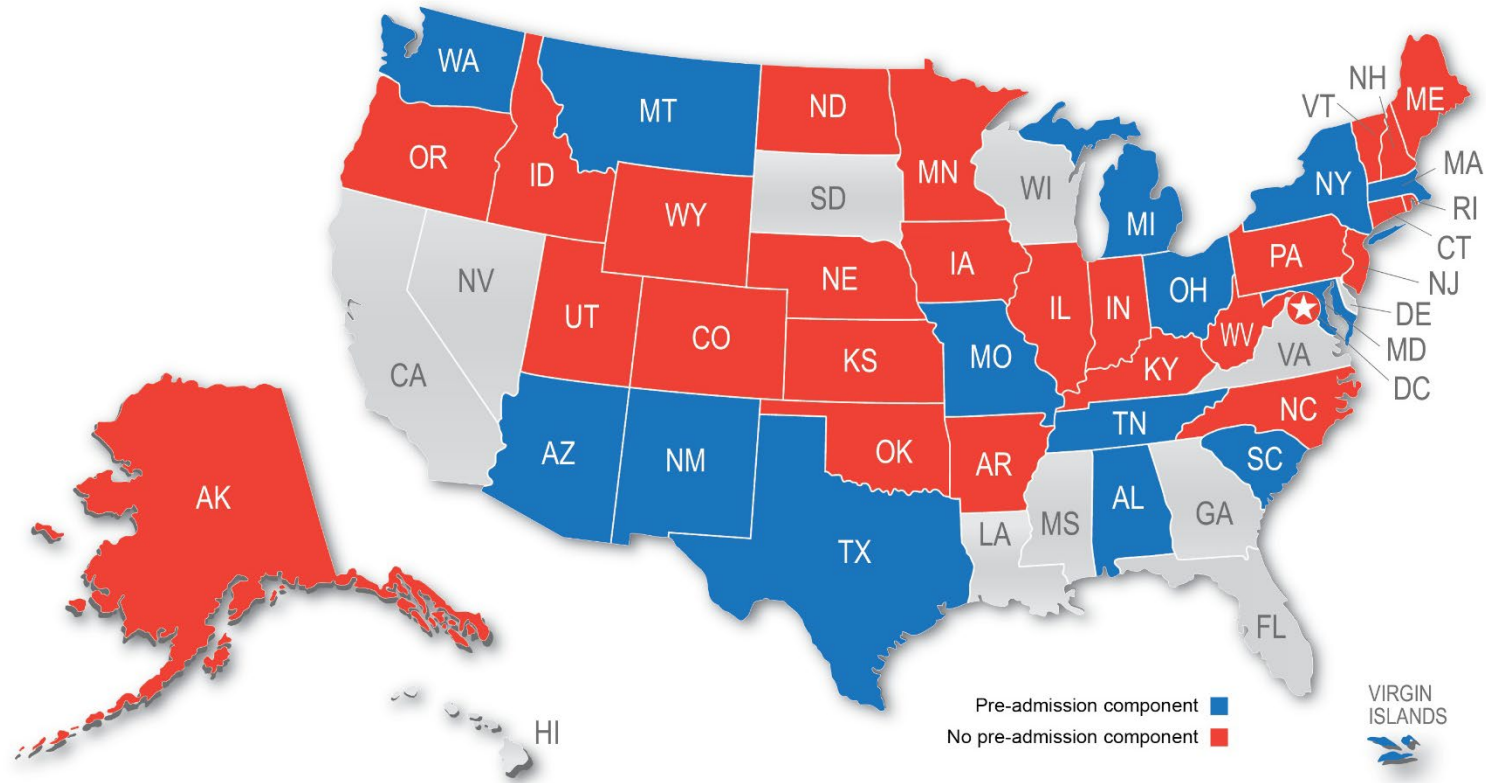 WA
MT
ND
MN
OR
ID
WY
SD
WI
MI
NY
VT
NH
ME
MA
RI
CT
NJ
PA
DE
MD
DC
NV
UT
CO
NE
IA
IL
IN
OH
WV
VA
CA
KS
MO
KY
NC
AZ
NM
OK
AR
TN
SC
TX
LA
MS
AL
GA
FL
AK
HI
Pre-admission component
No pre-admission component
VIRGIN
ISLANDS